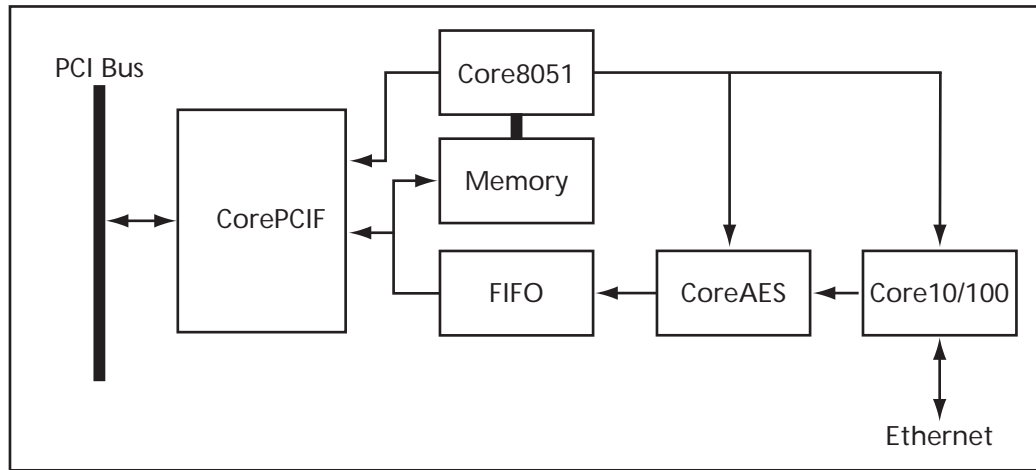 PCI Bus
Core8051
Memory
CorePCIF
FIFO
CoreAES
Core10/100
Ethernet